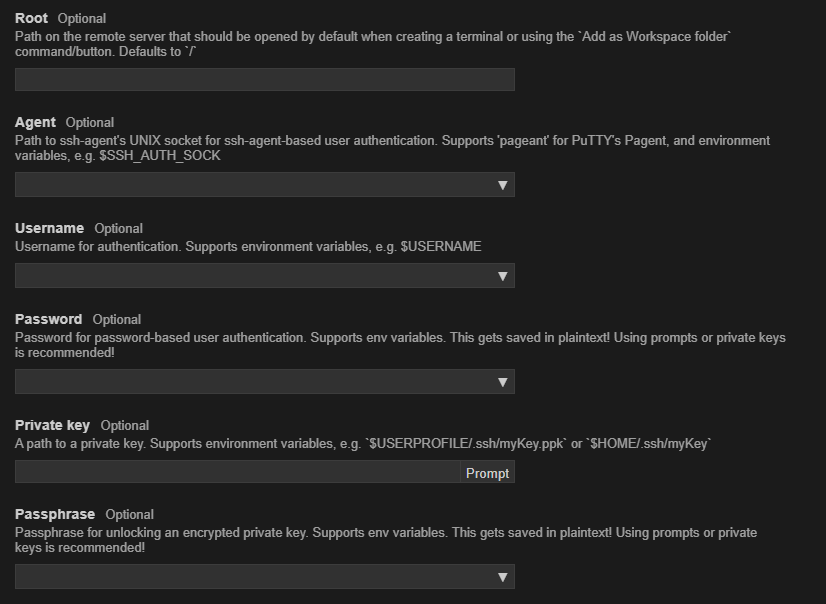 Root Optional
Path on the remote server that should be opened by default when creating a terminal or using the `Add as Workspace folder`
command/button. Defaults to `/`
Agent Optional
Path to ssh-agent's UNIX socket for ssh-agent-based user authentication. Supports 'pageant' for PuTTY's Pagent, and environment
variables, e.g. $SSH_AUTH_SOCK
Username Optional
Username for authentication. Supports environment variables, e.g. $USERNAME
Password Optional
Password for password-based user authentication. Supports env variables. This gets saved in plaintext! Using prompts or private keys
is recommended!
Private key Optional
A path to a private key. Supports environment variables, e.g. `$USERPROFILE/.ssh/myKey.ppk` or `$HOME/.ssh/myKey`
Prompt
Passphrase Optional
Passphrase for unlocking an encrypted private key. Supports env variables. This gets saved in plaintext! Using prompts or private
keys is recommended!